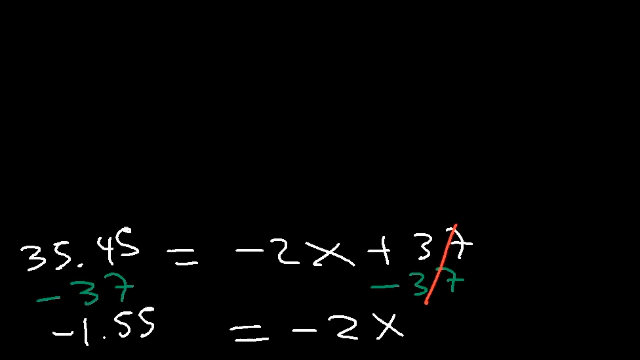 35.45 = -2x + 37
-37 -37
-1.55 = -2x